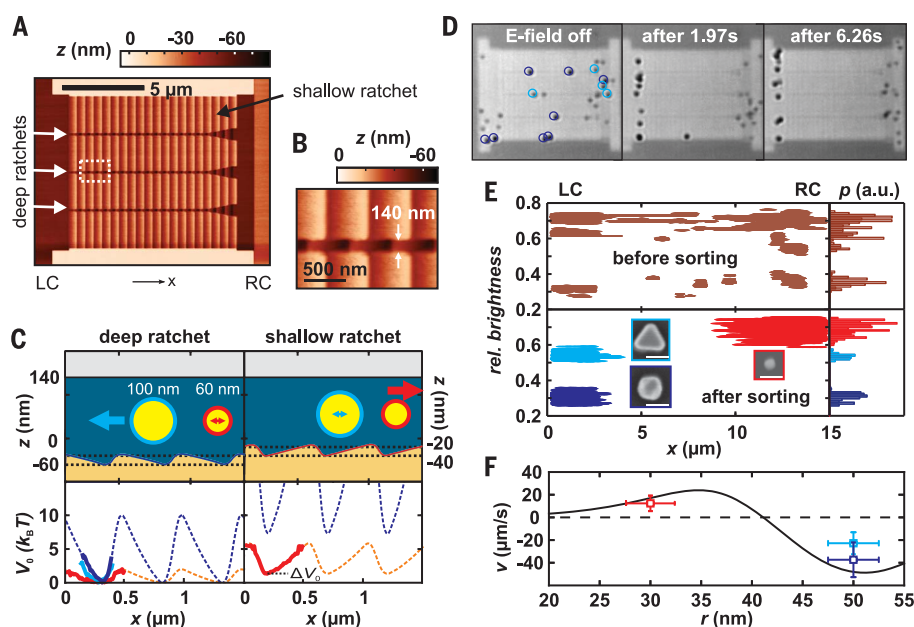 A
z (nm)
0 -30 -60
5 µm
shallow ratchet
deep ratchets
LC
x
RC
B
z (nm)
0 -60
140 nm
500 nm
C
deep ratchet
shallow ratchet
140
z (nm)
0
-60
100 nm
60 nm
z (nm)
-20
-40
V₀ (k_BT)
10
5
0
ΔV₀
0 0.5 1 0 0.5 1
x (µm)
x (µm)
D
E-field off
after 1.97s
after 6.26s
E
LC
RC
p (a.u.)
rel. brightness
0.8
0.6
0.4
0.2
before sorting
0.8
0.6
0.4
0.2
after sorting
0 5 10 15
x (µm)
F
v (µm/s)
40
20
0
-20
-40
20 25 30 35 40 45 50 55
r (nm)